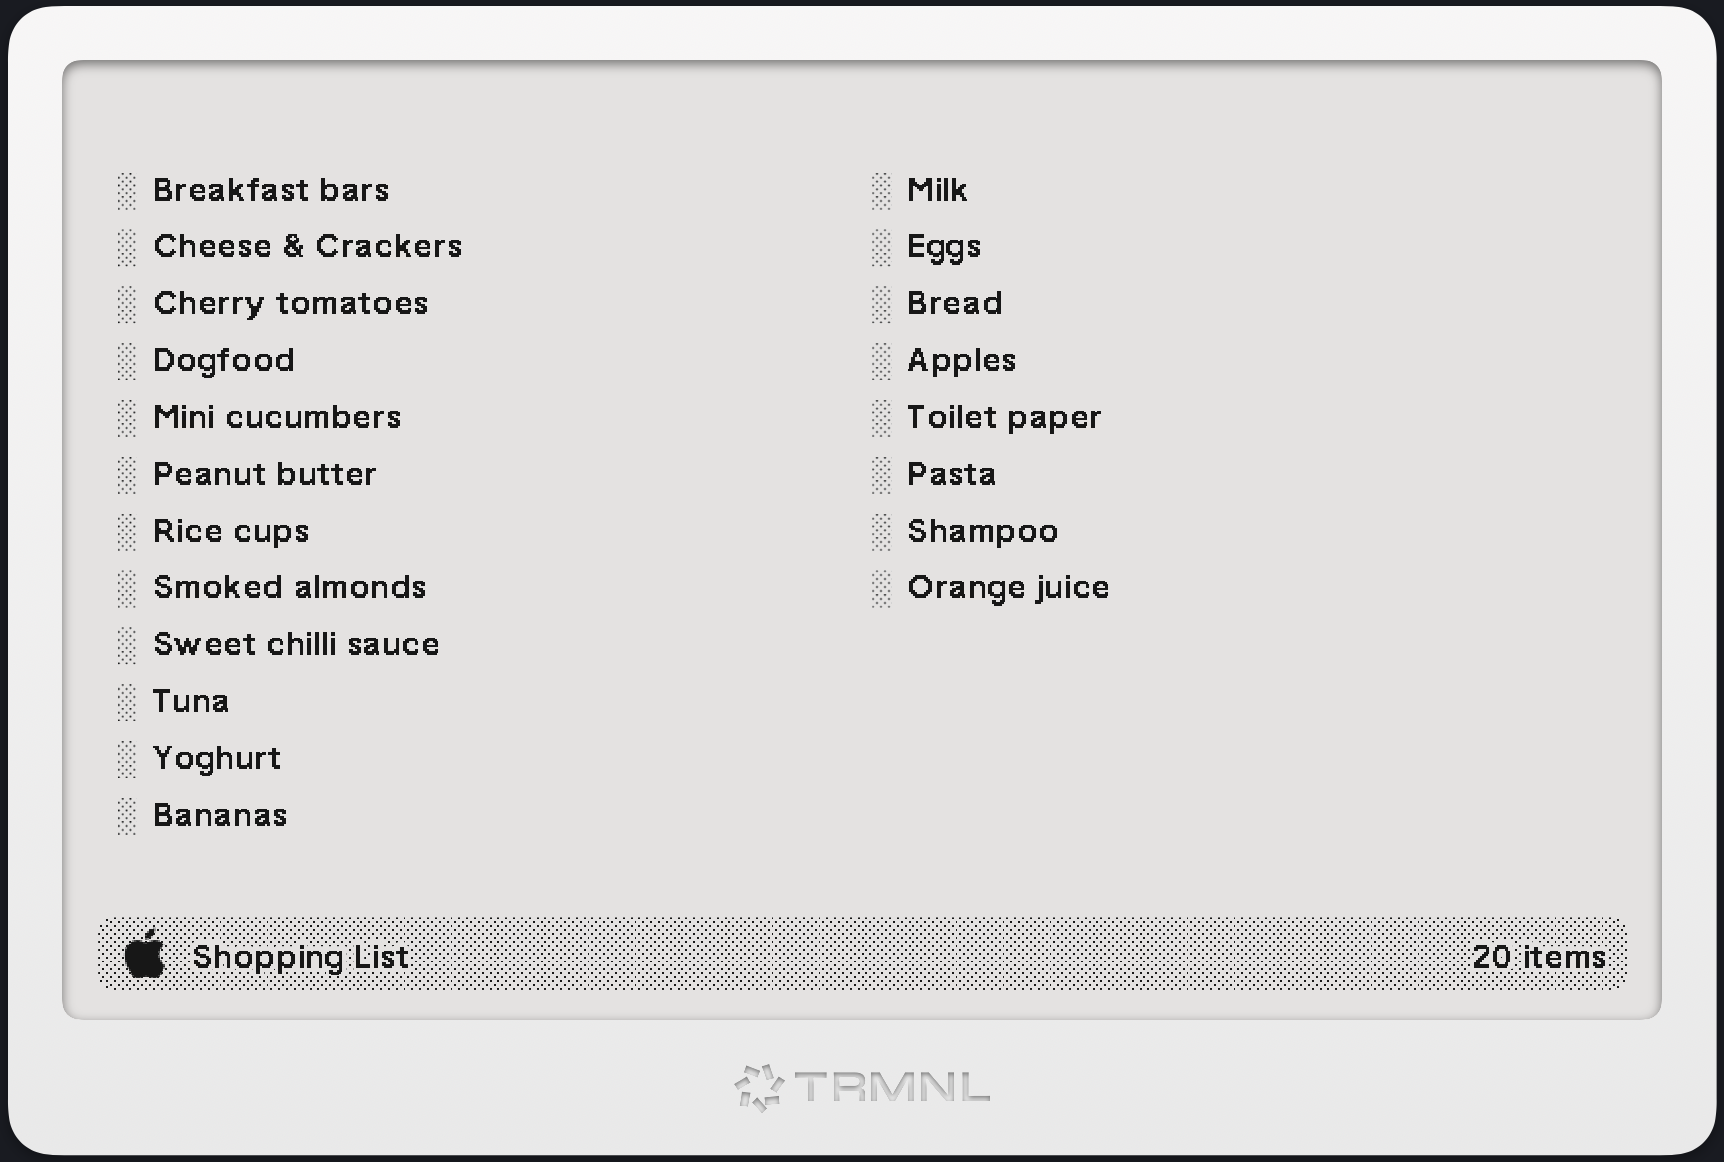 Breakfast bars
Cheese & Crackers
Cherry tomatoes
Dogfood
Mini cucumbers
Peanut butter
Rice cups
Smoked almonds
Sweet chilli sauce
Tuna
Yoghurt
Bananas
Milk
Eggs
Bread
Apples
Toilet paper
Pasta
Shampoo
Orange juice
Shopping List
20 items
TRMNL